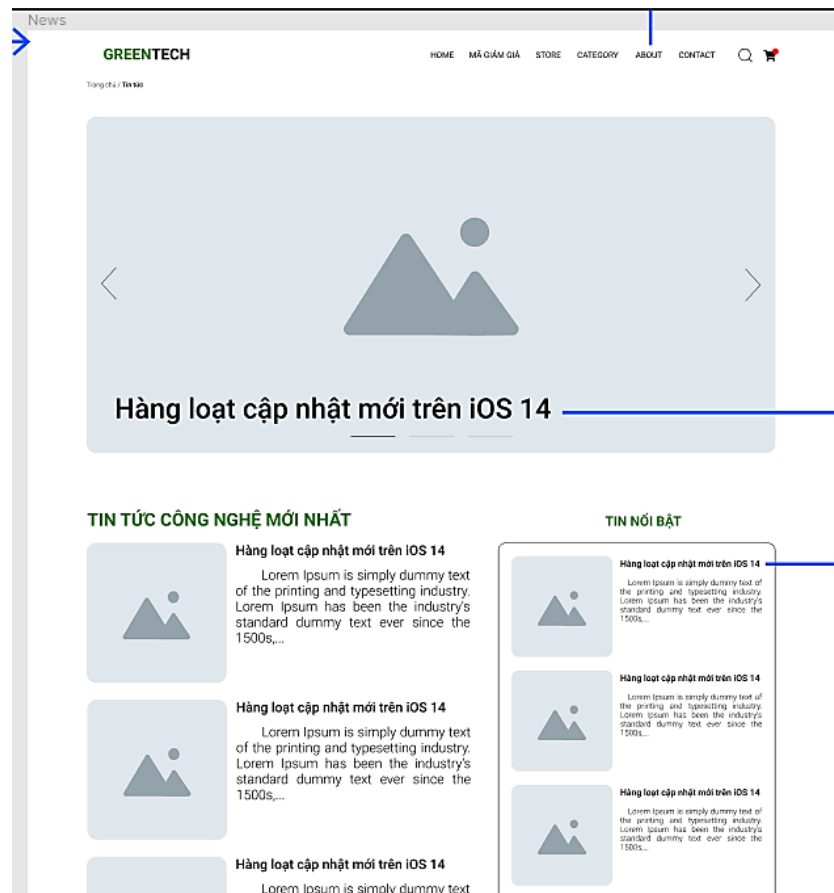 News
GREENTECH
HOME MÃ GIẢM GIÁ STORE CATEGORY ABOUT CONTACT
Trang chủ / Tin tức
Hàng loạt cập nhật mới trên iOS 14
TIN TỨC CÔNG NGHỆ MỚI NHẤT
Hàng loạt cập nhật mới trên iOS 14
Lorem Ipsum is simply dummy text
of the printing and typesetting industry.
Lorem Ipsum has been the industry's
standard dummy text ever since the
1500s,...
Hàng loạt cập nhật mới trên iOS 14
Lorem Ipsum is simply dummy text
of the printing and typesetting industry.
Lorem Ipsum has been the industry's
standard dummy text ever since the
1500s,...
Hàng loạt cập nhật mới trên iOS 14
Lorem Ipsum is simply dummy text
TIN NỔI BẬT
Hàng loạt cập nhật mới trên iOS 14
Lorem Ipsum is simply dummy text of
the printing and typesetting industry.
Lorem Ipsum has been the industry's
standard dummy text ever since the
1500s,...
Hàng loạt cập nhật mới trên iOS 14
Lorem Ipsum is simply dummy text of
the printing and typesetting industry.
Lorem Ipsum has been the industry's
standard dummy text ever since the
1500s,...
Hàng loạt cập nhật mới trên iOS 14
Lorem Ipsum is simply dummy text of
the printing and typesetting industry.
Lorem Ipsum has been the industry's
standard dummy text ever since the
1500s,...